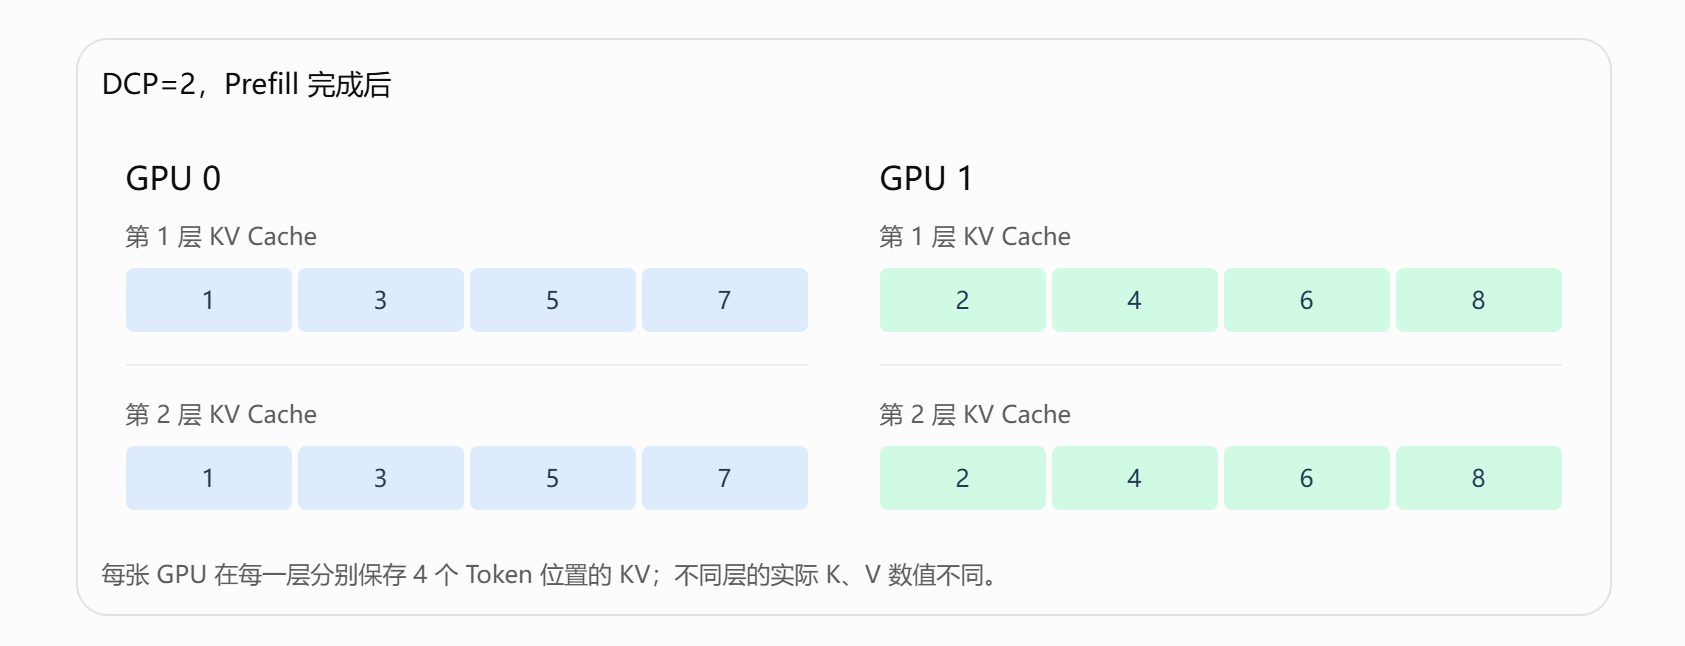 DCP=2，Prefill 完成后
GPU 0
第 1 层 KV Cache
1 3 5 7
第 2 层 KV Cache
1 3 5 7
GPU 1
第 1 层 KV Cache
2 4 6 8
第 2 层 KV Cache
2 4 6 8
每张 GPU 在每一层分别保存 4 个 Token 位置的 KV；不同层的实际 K、V 数值不同。